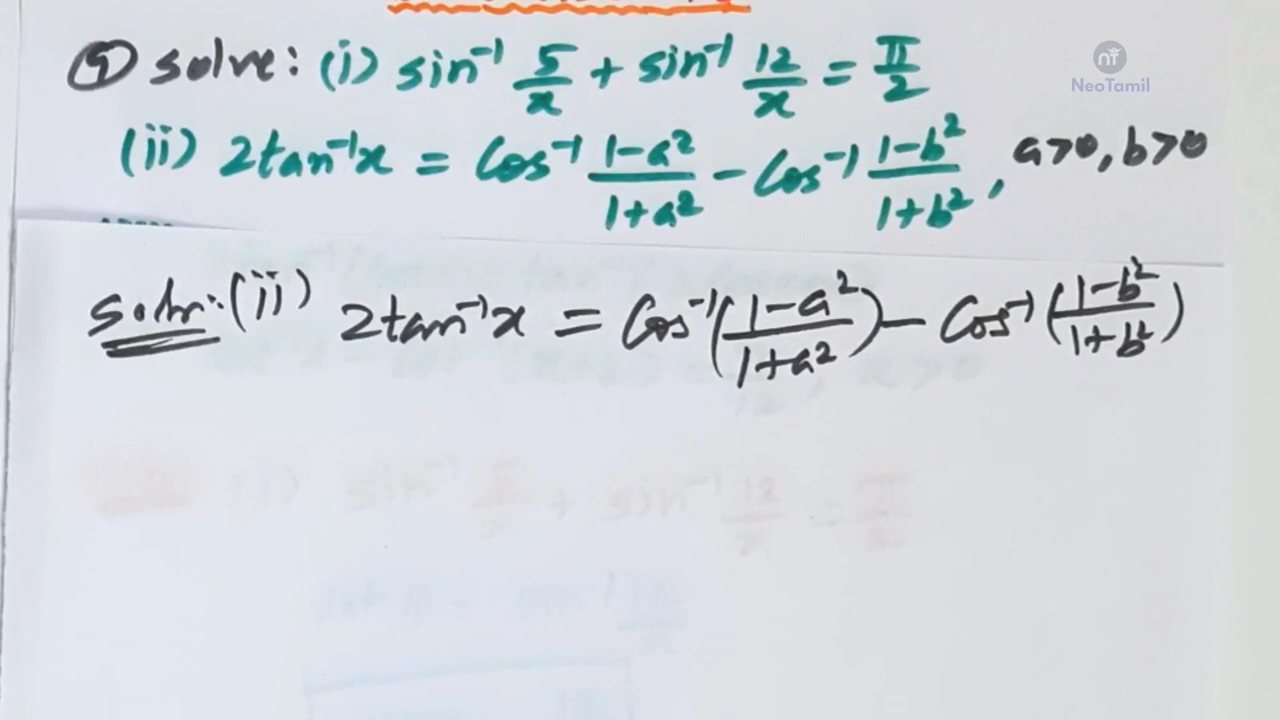 NeoTamil
9) solve: (i) sin⁻¹ 5/x + sin⁻¹ 12/x = π/2
(ii) 2tan⁻¹x = cos⁻¹ (1-a²)/(1+a²) - cos⁻¹ (1-b²)/(1+b²), a>0, b>0
soln: (ii) 2tan⁻¹x = cos⁻¹((1-a²)/(1+a²)) - cos⁻¹((1-b²)/(1+b²))